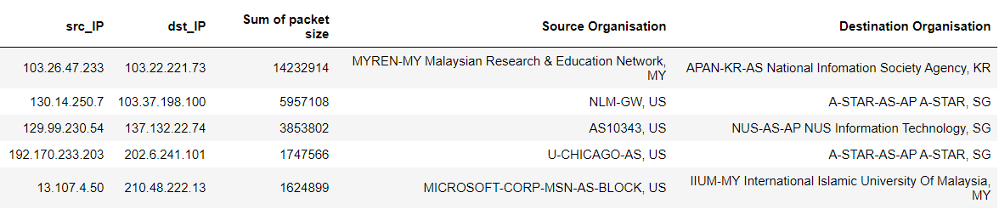 src_IP dst_IP Sum of packet size Source Organisation Destination Organisation
103.26.47.233 103.22.221.73 14232914 MYREN-MY Malaysian Research & Education Network, MY APAN-KR-AS National Infomation Society Agency, KR
130.14.250.7 103.37.198.100 5957108 NLM-GW, US A-STAR-AS-AP A-STAR, SG
129.99.230.54 137.132.22.74 3853802 AS10343, US NUS-AS-AP NUS Information Technology, SG
192.170.233.203 202.6.241.101 1747566 U-CHICAGO-AS, US A-STAR-AS-AP A-STAR, SG
13.107.4.50 210.48.222.13 1624899 MICROSOFT-CORP-MSN-AS-BLOCK, US IIUM-MY International Islamic University Of Malaysia, MY